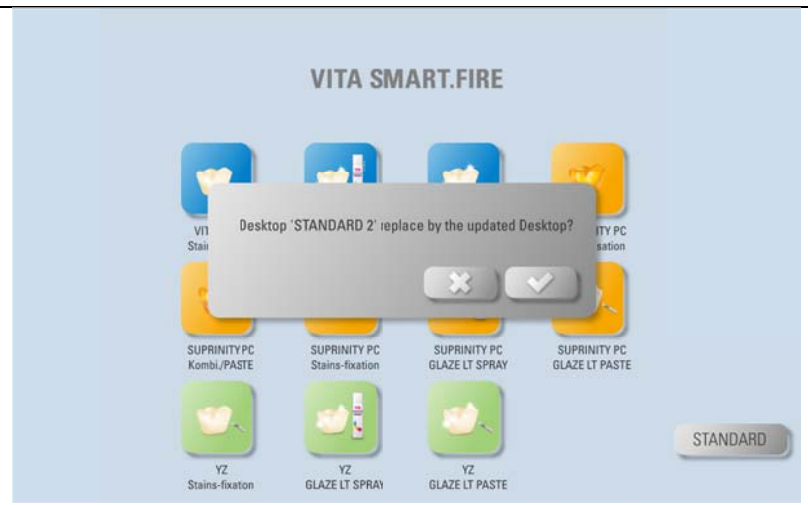 VITA SMART.FIRE
Desktop 'STANDARD 2' replace by the updated Desktop?
SUPRINITY PC
Kombi./PASTE
SUPRINITY PC
Stains-fixation
SUPRINITY PC
GLAZE LT SPRAY
SUPRINITY PC
GLAZE LT PASTE
YZ
Stains-fixaton
YZ
GLAZE LT SPRAY
YZ
GLAZE LT PASTE
STANDARD